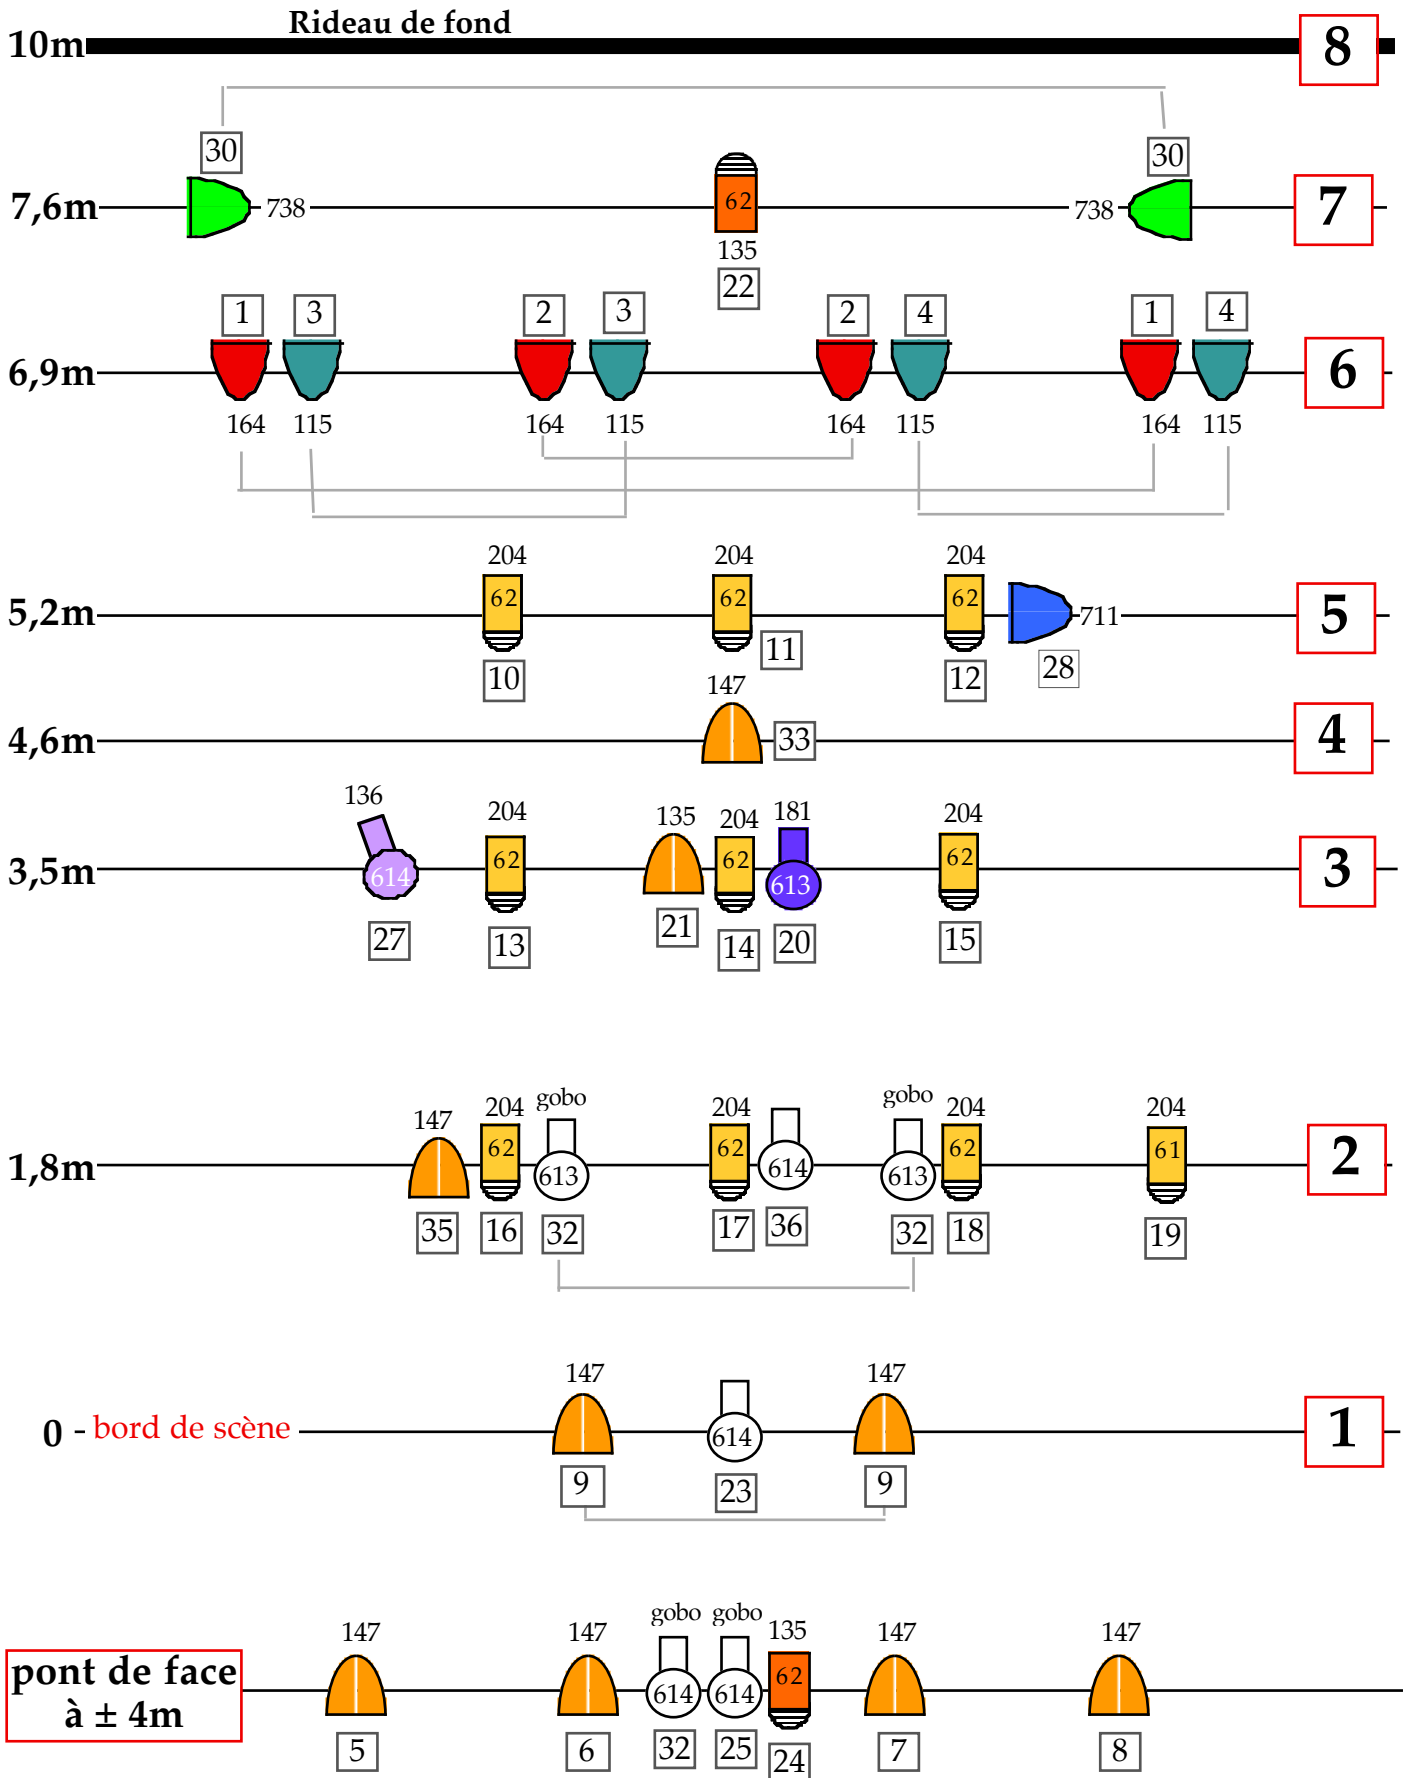 Rideau de fond
10m 8
30 30
7,6m 738 62 738 7
135
22
1 3 2 3 2 4 1 4
6,9m 6
164 115 164 115 164 115 164 115
204 204 204
5,2m 62 62 62 711 5
10 11 12 28
147
4,6m 33 4
136 204 135 204 181 204
3,5m 614 62 62 613 62 3
27 13 21 14 20 15
147 204 gobo 204 gobo 204 204
1,8m 62 613 62 614 613 62 61 2
35 16 32 17 36 32 18 19
147 147
0 - bord de scène 614 1
9 23 9
147 147 gobo gobo 135 147 147
pont de face
à ± 4m 614 614 62
5 6 32 25 24 7 8